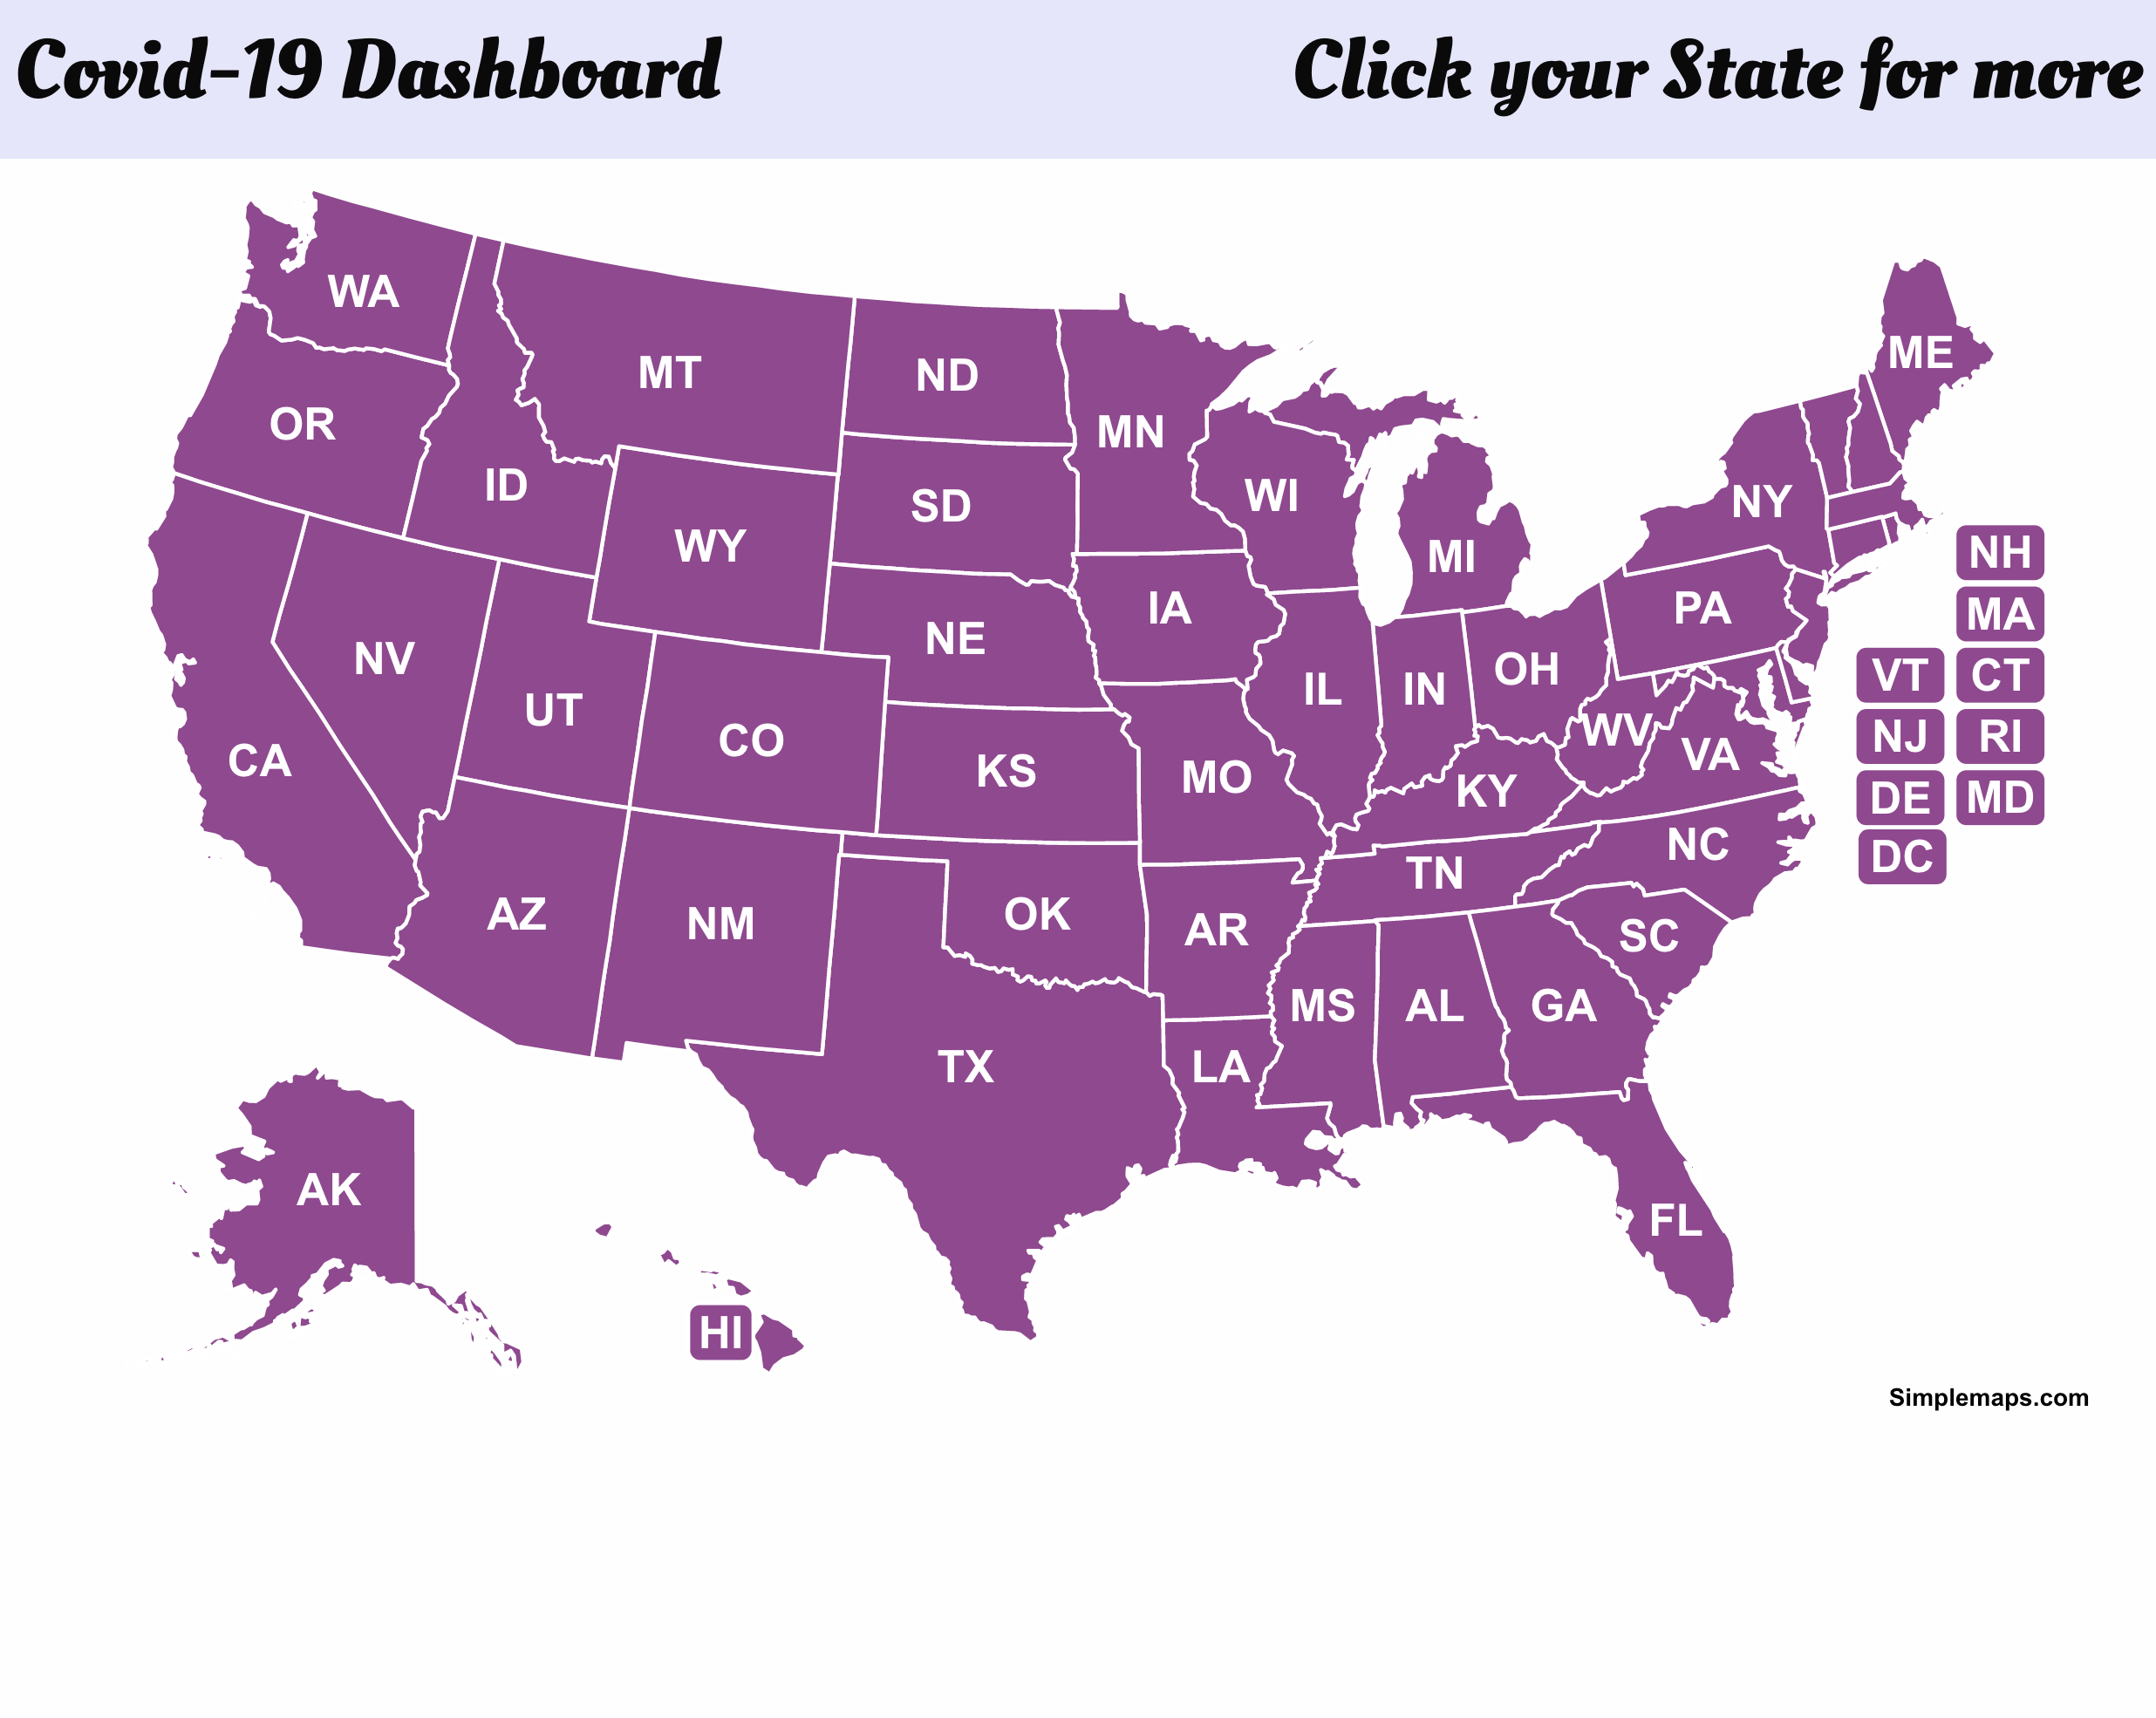 Covid-19 Dashboard
Click your State for more
WA
MT
ND
ME
OR
MN
ID
SD
WI
NY
WY
MI
NH
IA
PA
MA
NE
NV
OH
VT
CT
IL
IN
UT
WV
NJ
RI
CO
VA
CA
KS
MO
KY
DE
MD
NC
DC
TN
AZ
NM
OK
AR
SC
MS
AL
GA
TX
LA
AK
FL
HI
Simplemaps.com